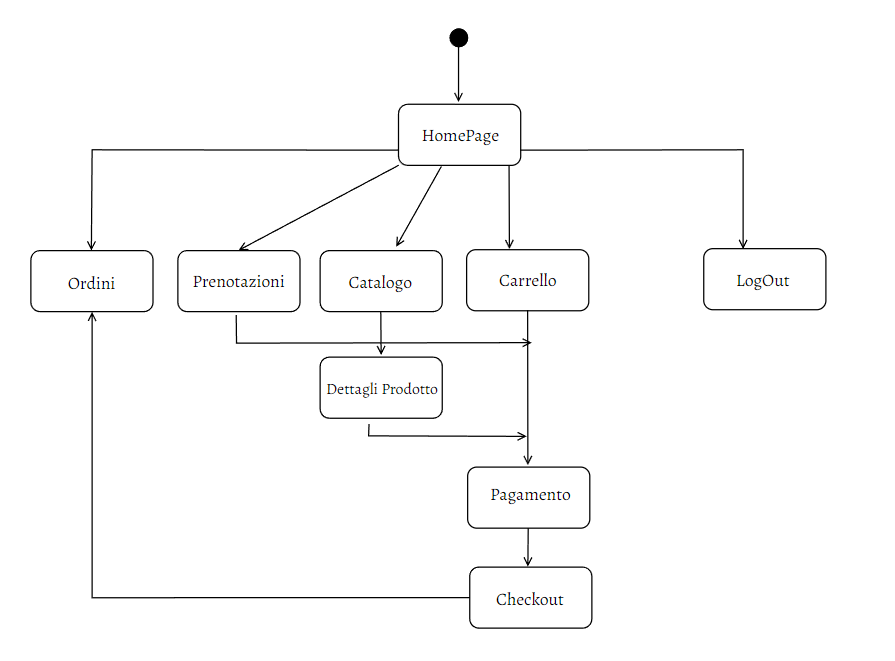 HomePage
Ordini
Prenotazioni
Catalogo
Carrello
LogOut
Dettagli Prodotto
Pagamento
Checkout